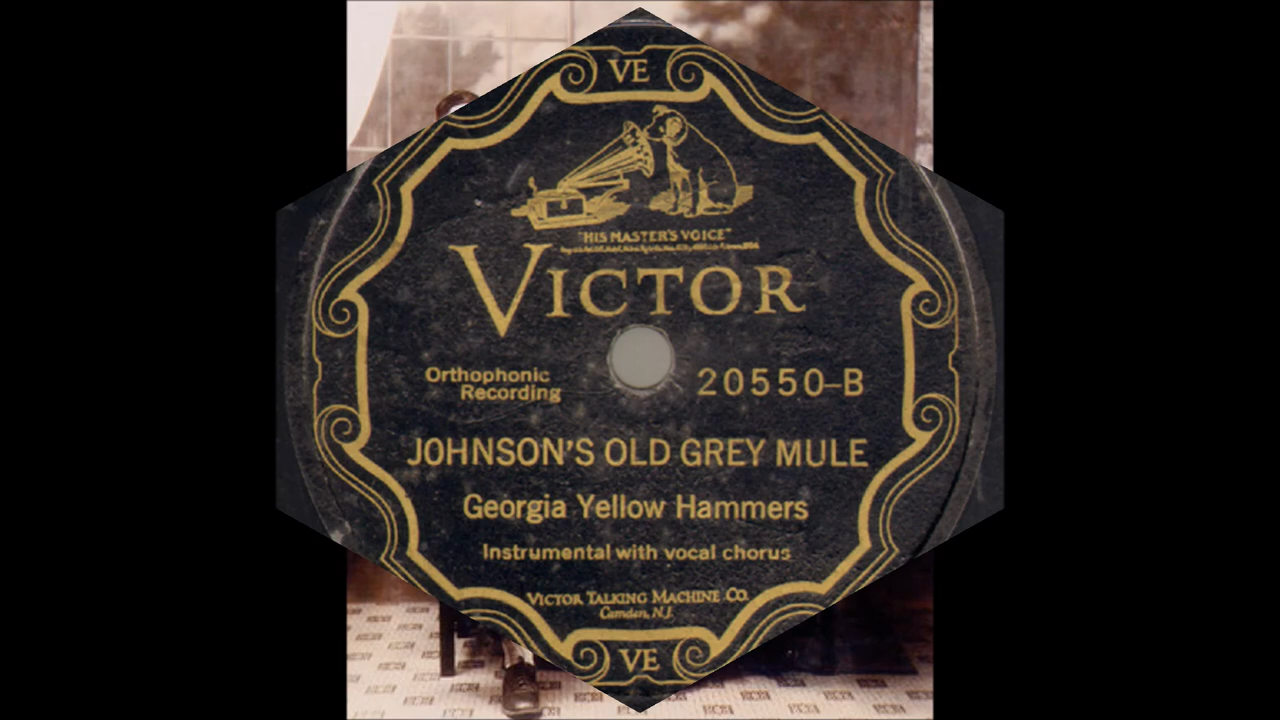 VE
"HIS MASTER'S VOICE"
VICTOR
Orthophonic
Recording
20550-B
JOHNSON'S OLD GREY MULE
Georgia Yellow Hammers
Instrumental with vocal chorus
VICTOR TALKING MACHINE CO.
Camden, N.J.
VE